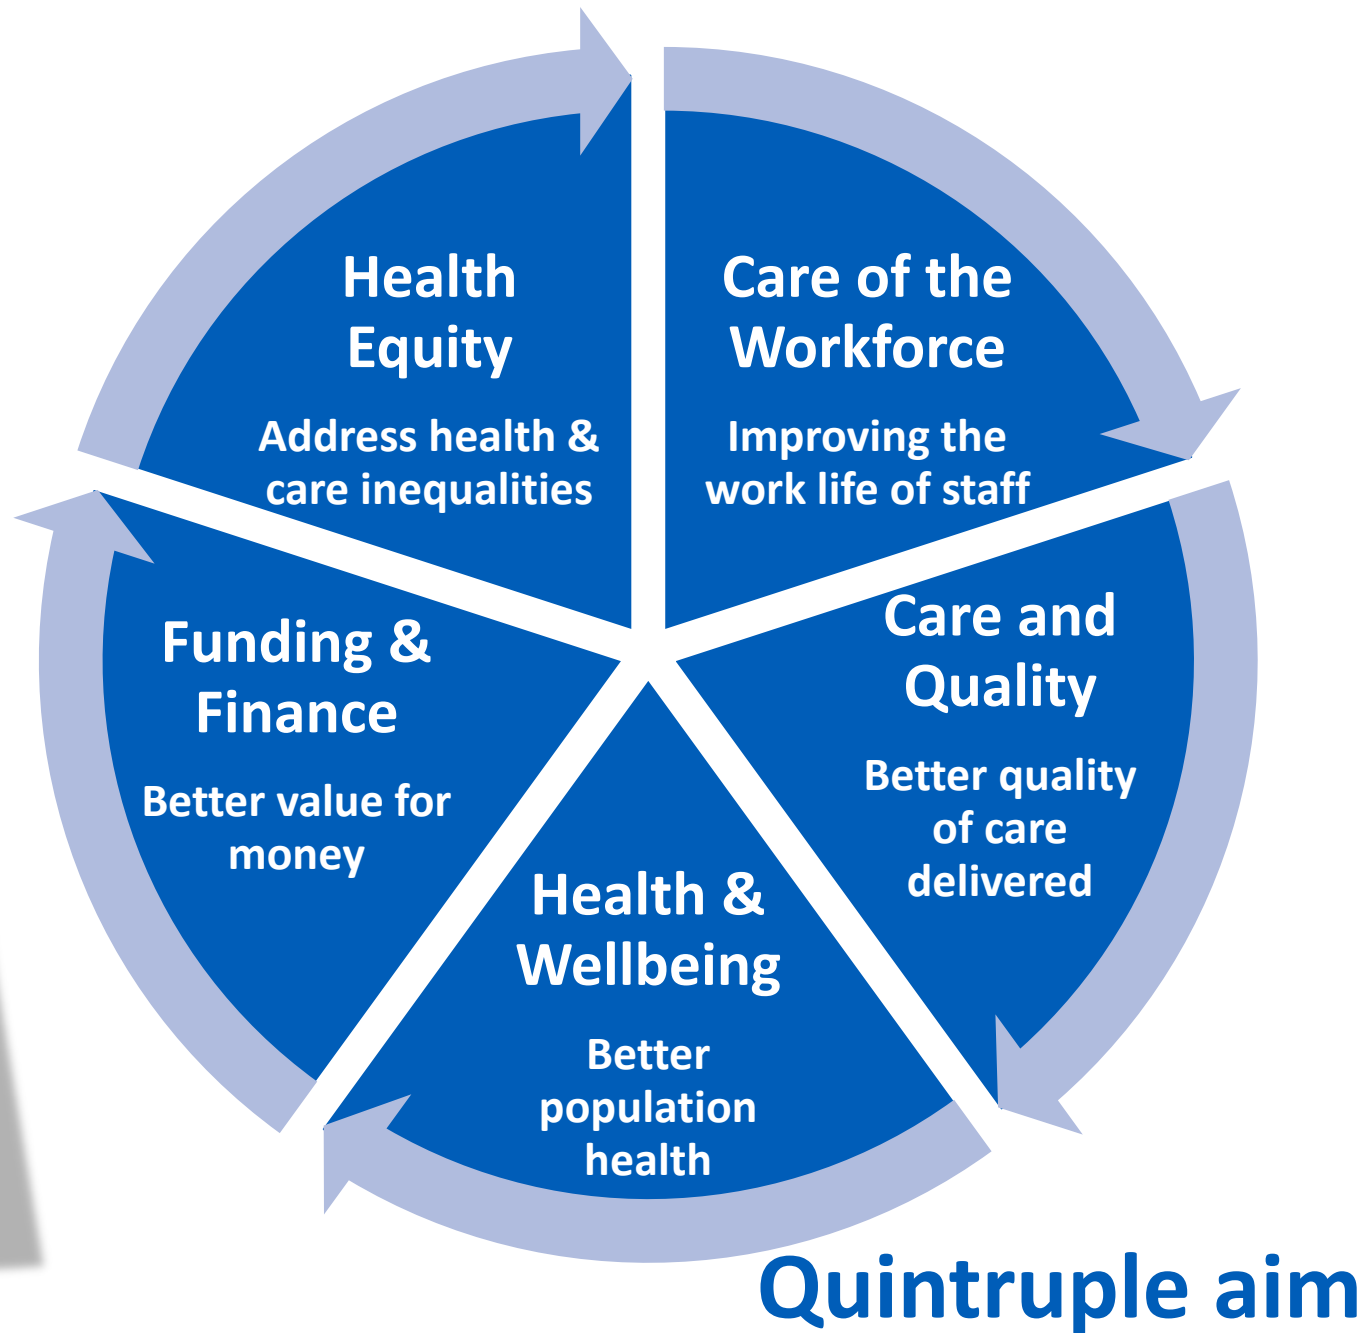 Health
Equity
Address health &
care inequalities
Care of the
Workforce
Improving the
work life of staff
Care and
Quality
Better quality
of care
delivered
Health &
Wellbeing
Better
population
health
Funding &
Finance
Better value for
money
Quintruple aim